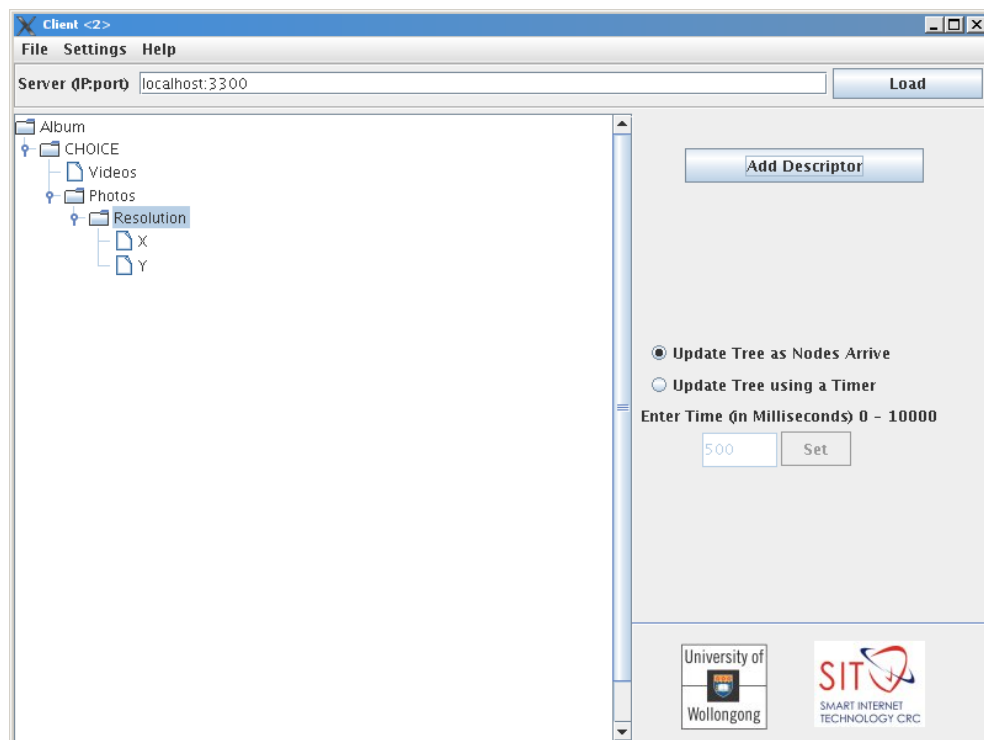 Client <2>
File Settings Help
Server (IP:port) localhost:3300 Load
Album
CHOICE
Videos
Photos
Resolution
X
Y
Add Descriptor
Update Tree as Nodes Arrive
Update Tree using a Timer
Enter Time (in Milliseconds) 0 - 10000
500 Set
University of
Wollongong
SIT
SMART INTERNET
TECHNOLOGY CRC